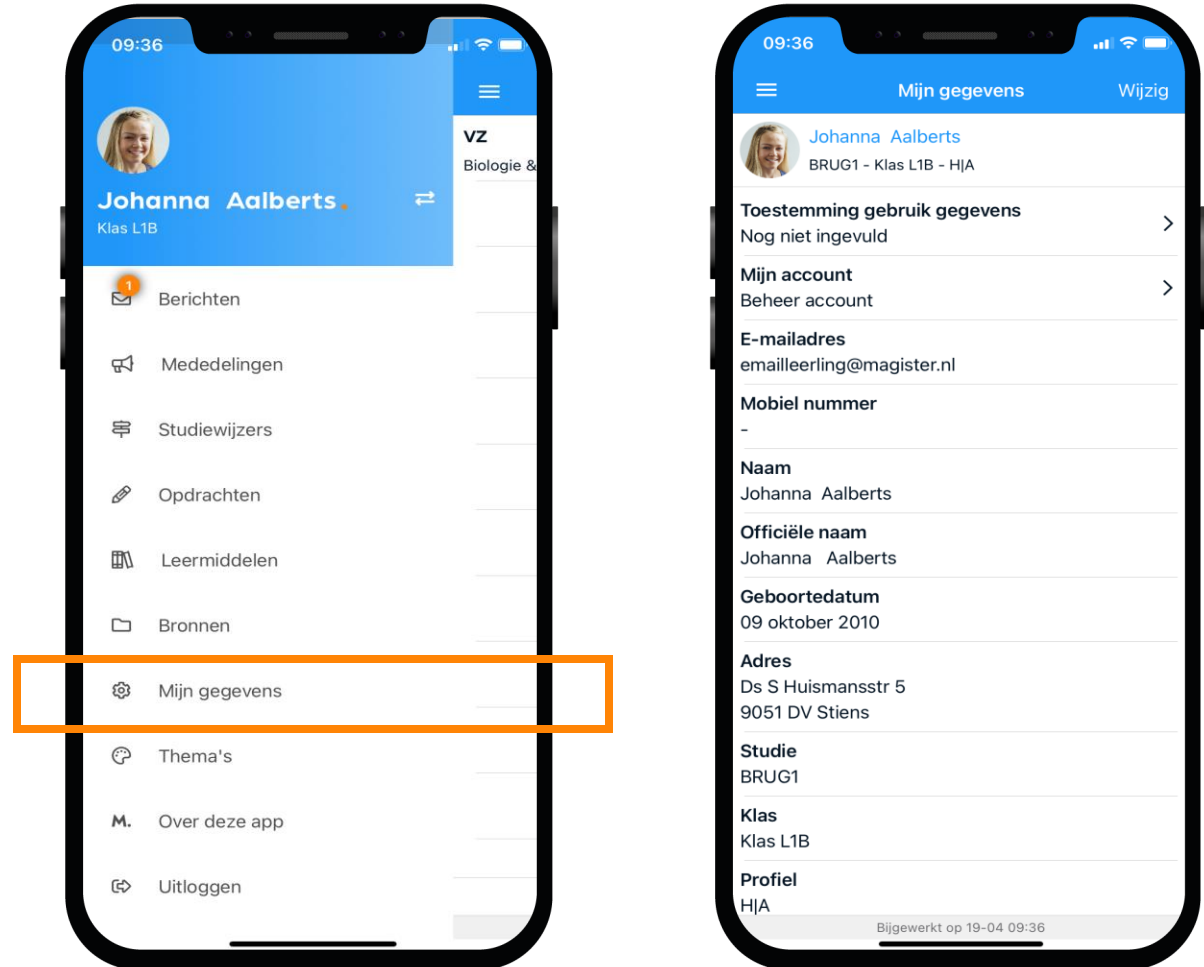 09:36
VZ
Biologie &
Johanna Aalberts.
Klas L1B
1
Berichten
Mededelingen
Studiewijzers
Opdrachten
Leermiddelen
Bronnen
Mijn gegevens
Thema's
M. Over deze app
Uitloggen
09:36
Mijn gegevens Wijzig
Johanna Aalberts
BRUG1 - Klas L1B - H|A
Toestemming gebruik gegevens
Nog niet ingevuld
Mijn account
Beheer account
E-mailadres
emailleerling@magister.nl
Mobiel nummer
-
Naam
Johanna Aalberts
Officiële naam
Johanna Aalberts
Geboortedatum
09 oktober 2010
Adres
Ds S Huismansstr 5
9051 DV Stiens
Studie
BRUG1
Klas
Klas L1B
Profiel
H|A
Bijgewerkt op 19-04 09:36